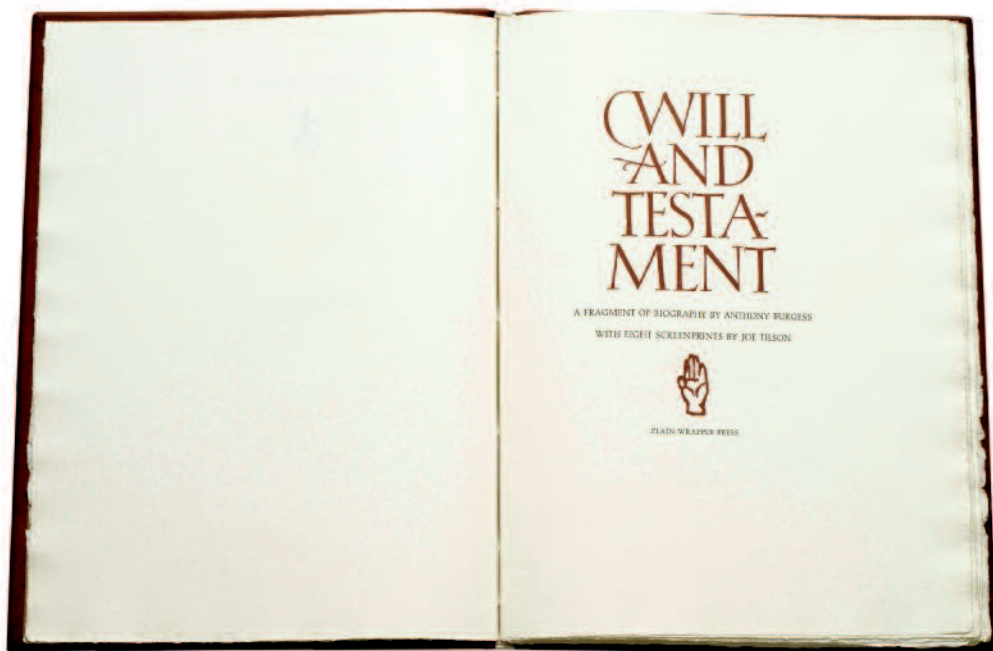 WILL
AND
TESTA-
MENT
A FRAGMENT OF BIOGRAPHY BY ANTHONY BURGESS
WITH EIGHT SCREENPRINTS BY JOE TILSON
PLAIN WRAPPER PRESS